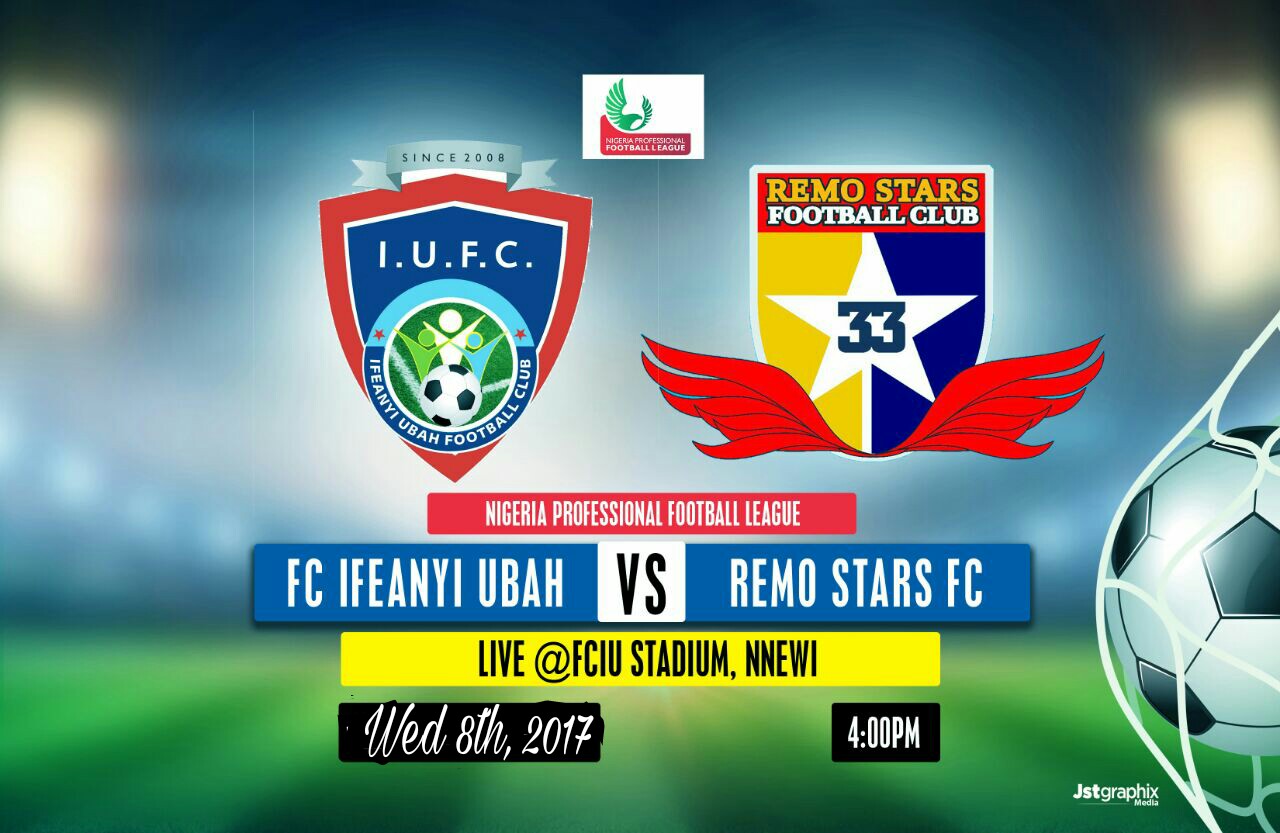 NIGERIA PROFESSIONAL
FOOTBALL LEAGUE
SINCE 2008
I.U.F.C.
IFEANYI UBAH FOOTBALL CLUB
REMO STARS
FOOTBALL CLUB
33
NIGERIA PROFESSIONAL FOOTBALL LEAGUE
FC IFEANYI UBAH VS REMO STARS FC
LIVE @FCIU STADIUM, NNEWI
Wed 8th, 2017 4:00PM
Jstgraphix
Media